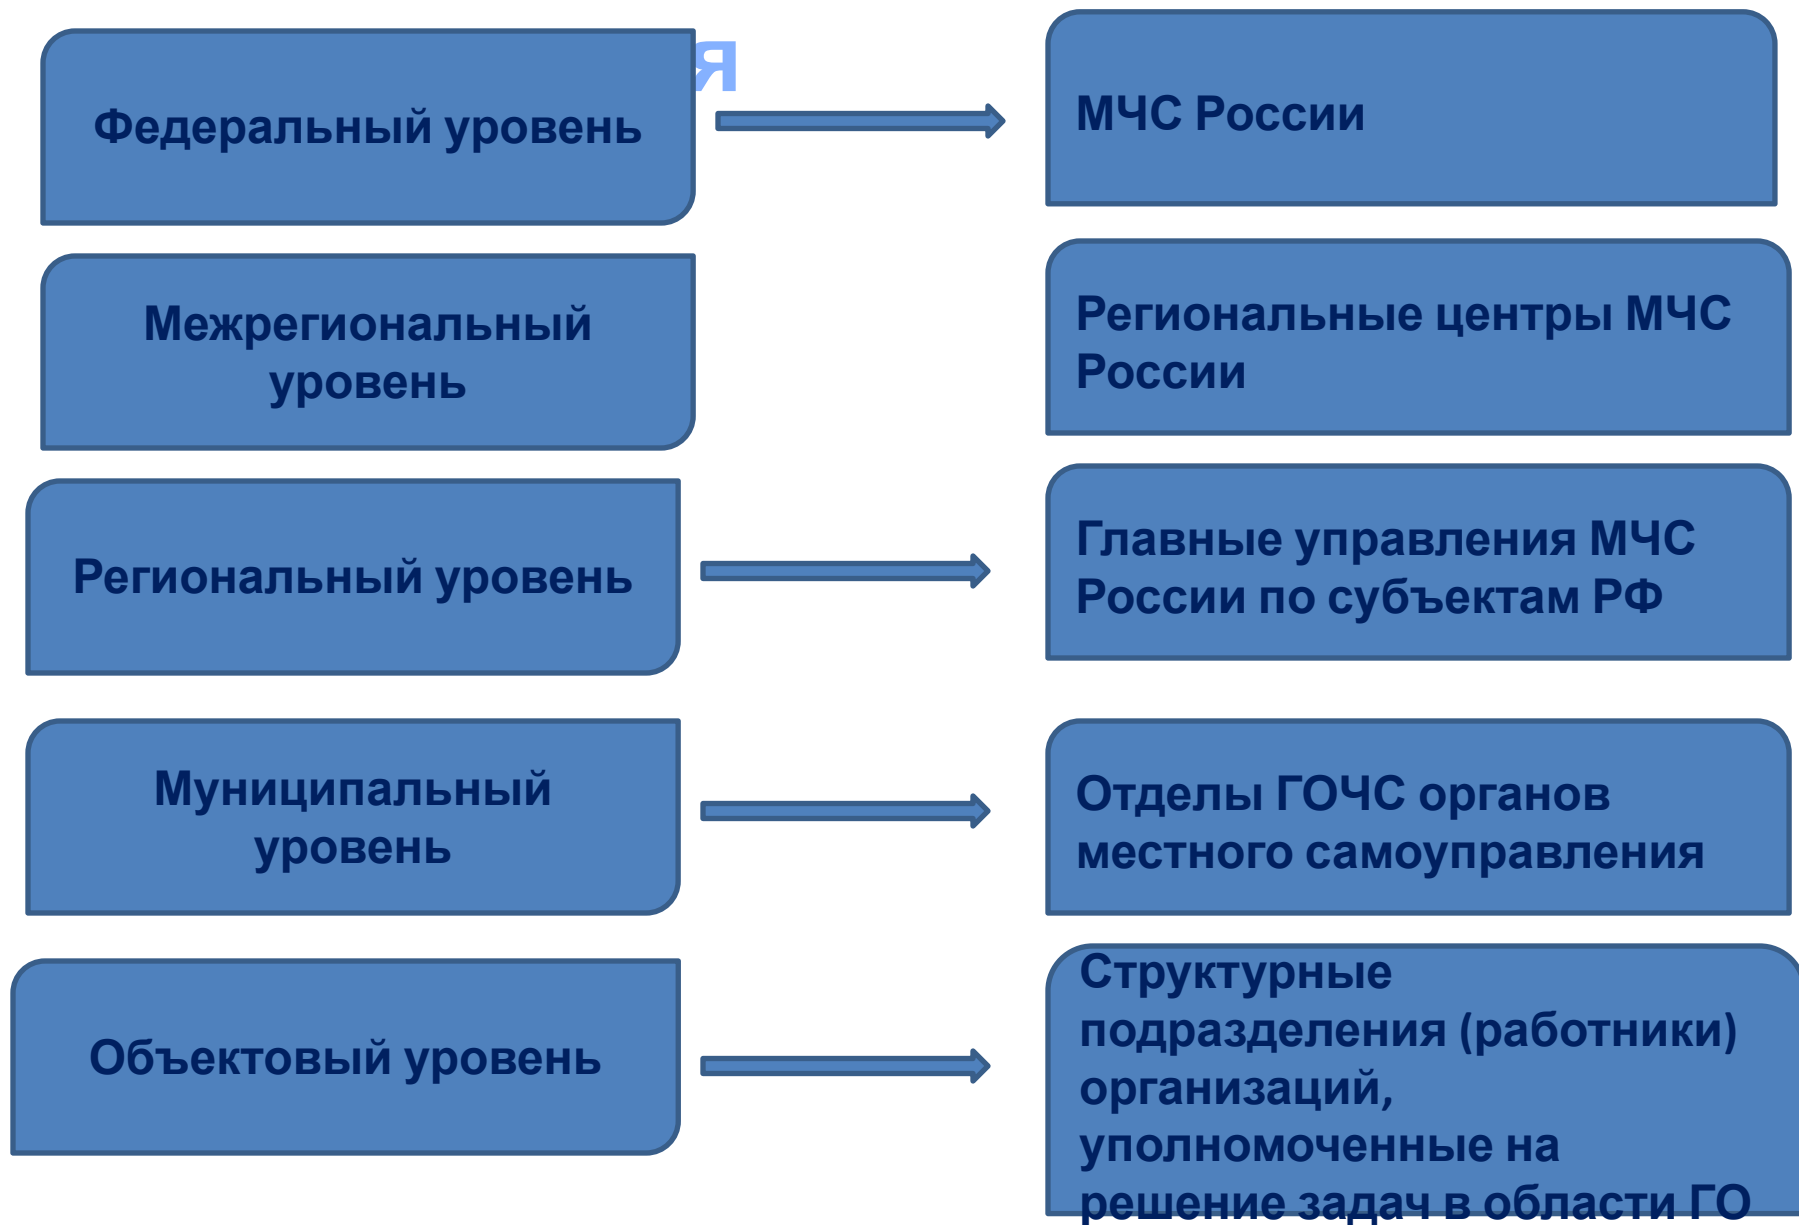 я
Федеральный уровень
МЧС России
Межрегиональный
уровень
Региональные центры МЧС
России
Региональный уровень
Главные управления МЧС
России по субъектам РФ
Муниципальный
уровень
Отделы ГОЧС органов
местного самоуправления
Объектовый уровень
Структурные
подразделения (работники)
организаций,
уполномоченные на
решение задач в области ГО